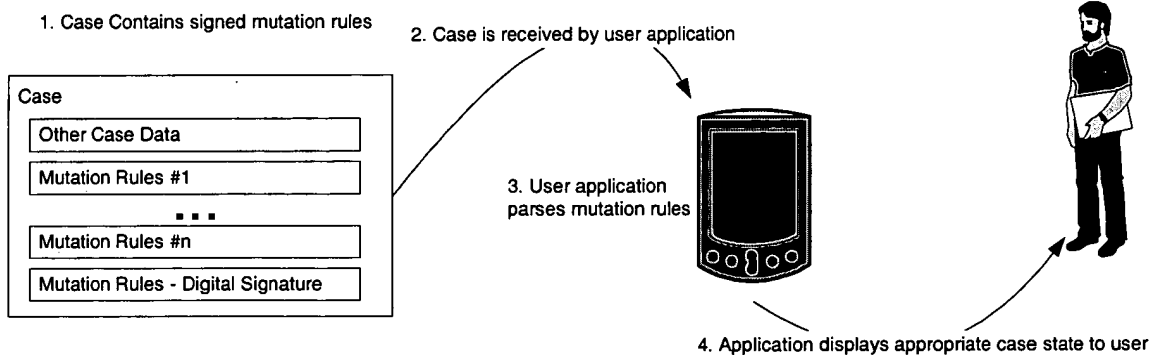 1. Case Contains signed mutation rules
2. Case is received by user application
Case
Other Case Data
Mutation Rules #1
...
Mutation Rules #n
Mutation Rules - Digital Signature
3. User application
parses mutation rules
4. Application displays appropriate case state to user